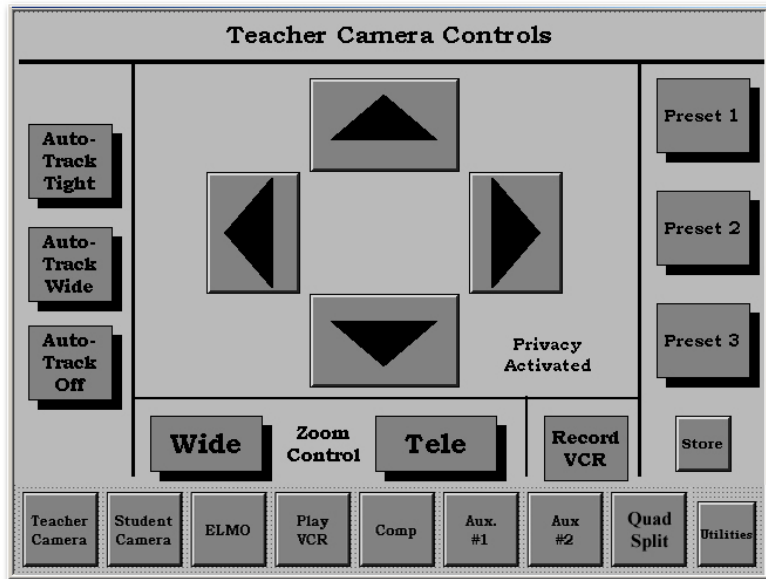 Teacher Camera Controls
Auto-
Track
Tight
Auto-
Track
Wide
Auto-
Track
Off
Privacy
Activated
Preset 1
Preset 2
Preset 3
Wide
Zoom
Control
Tele
Record
VCR
Store
Teacher
Camera
Student
Camera
ELMO
Play
VCR
Comp
Aux.
#1
Aux
#2
Quad
Split
Utilities